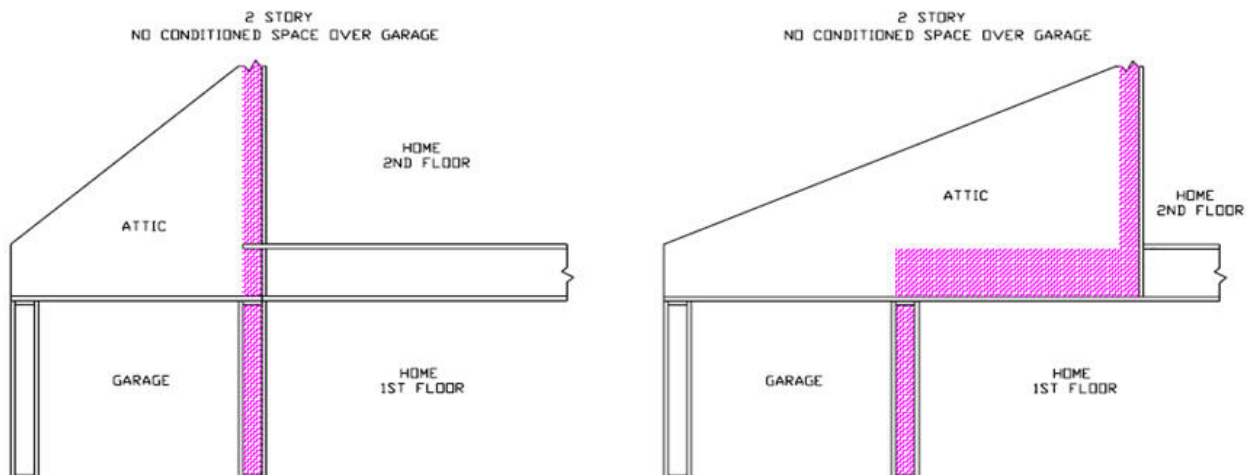 2 STORY
NO CONDITIONED SPACE OVER GARAGE
HOME
2ND FLOOR
ATTIC
GARAGE
HOME
1ST FLOOR
2 STORY
NO CONDITIONED SPACE OVER GARAGE
ATTIC
HOME
2ND FLOOR
GARAGE
HOME
1ST FLOOR